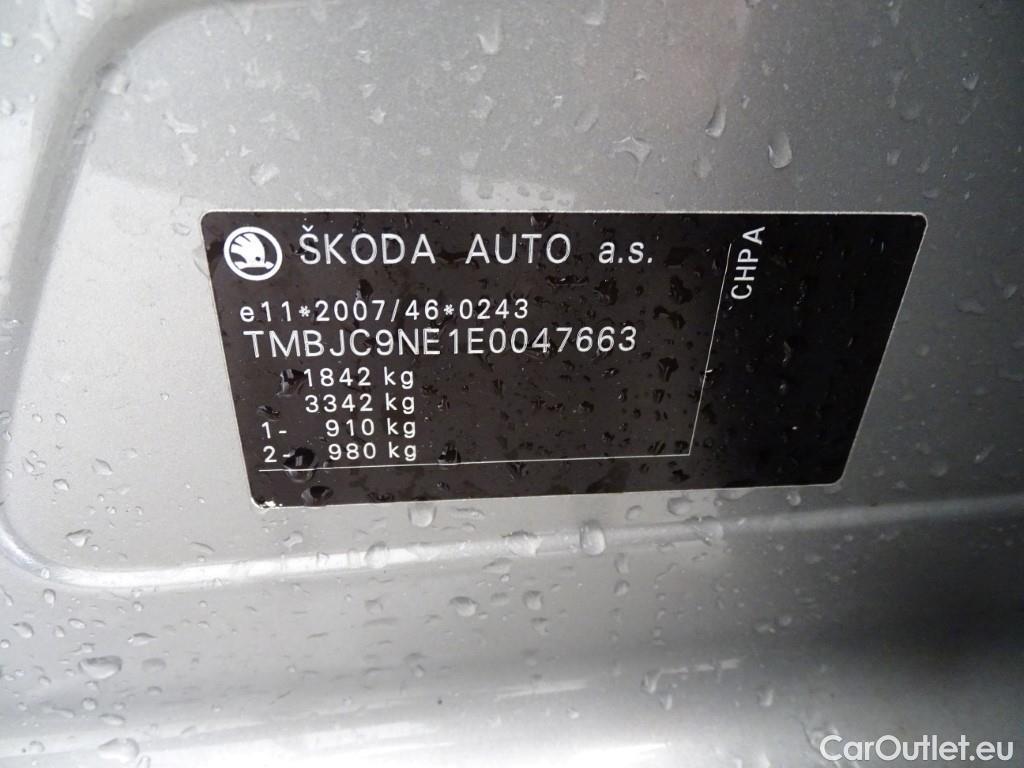 ŠKODA AUTO a.s.
CHPA
e11*2007/46*0243
TMBJC9NE1E0047663
1842 kg
3342 kg
1- 910 kg
2- 980 kg
CarOutlet.eu